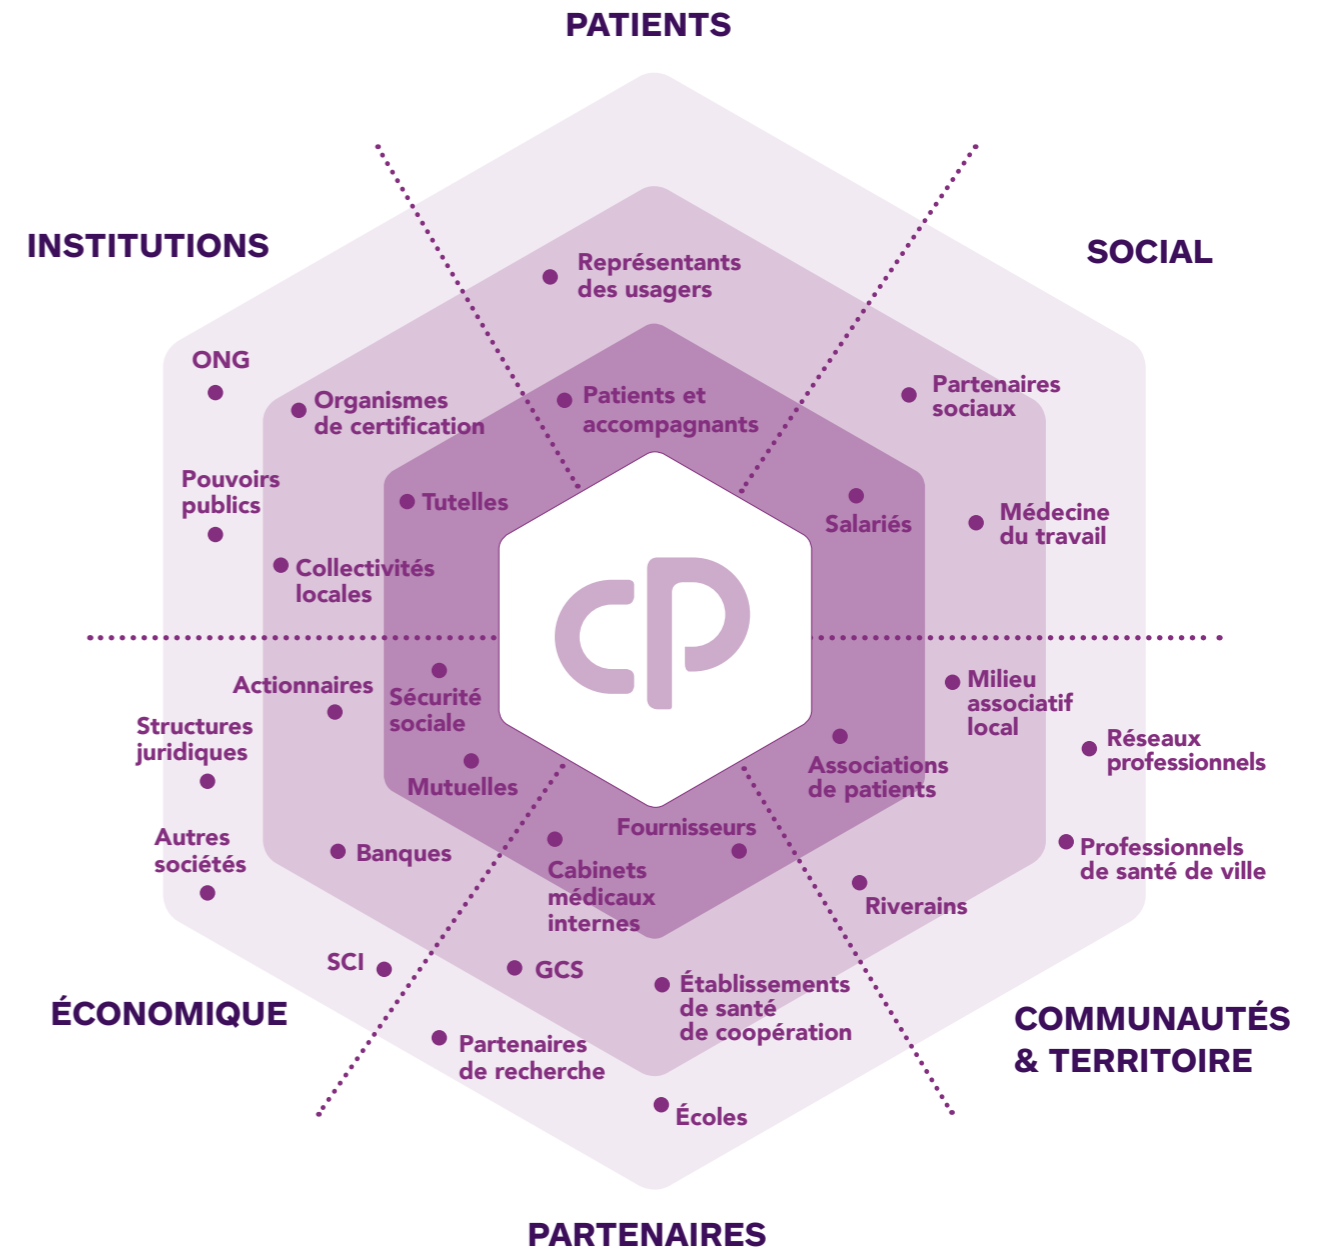 PATIENTS
INSTITUTIONS
SOCIAL
Représentants
des usagers
ONG
Organismes
de certification
Patients et
accompagnants
Partenaires
sociaux
Pouvoirs
publics
Tutelles
Salariés
Médecine
du travail
Collectivités
locales
cp
Actionnaires
Sécurité
sociale
Structures
juridiques
Mutuelles
Autres
sociétés
Banques
SCI
Milieu
associatif
local
Réseaux
professionnels
Associations
de patients
Professionnels
de santé de ville
Riverains
Fournisseurs
Cabinets
médicaux
internes
GCS
Établissements
de santé
de coopération
Partenaires
de recherche
Écoles
ÉCONOMIQUE
COMMUNAUTÉS
& TERRITOIRE
PARTENAIRES